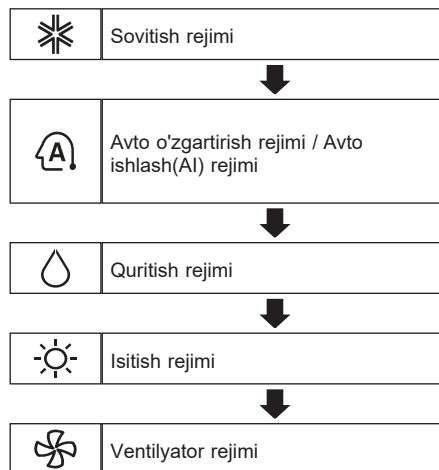 Sovitish rejimi
A
Avto o'zgartirish rejimi / Avto
ishlash(AI) rejimi
Quritish rejimi
Isitish rejimi
Ventilyator rejimi